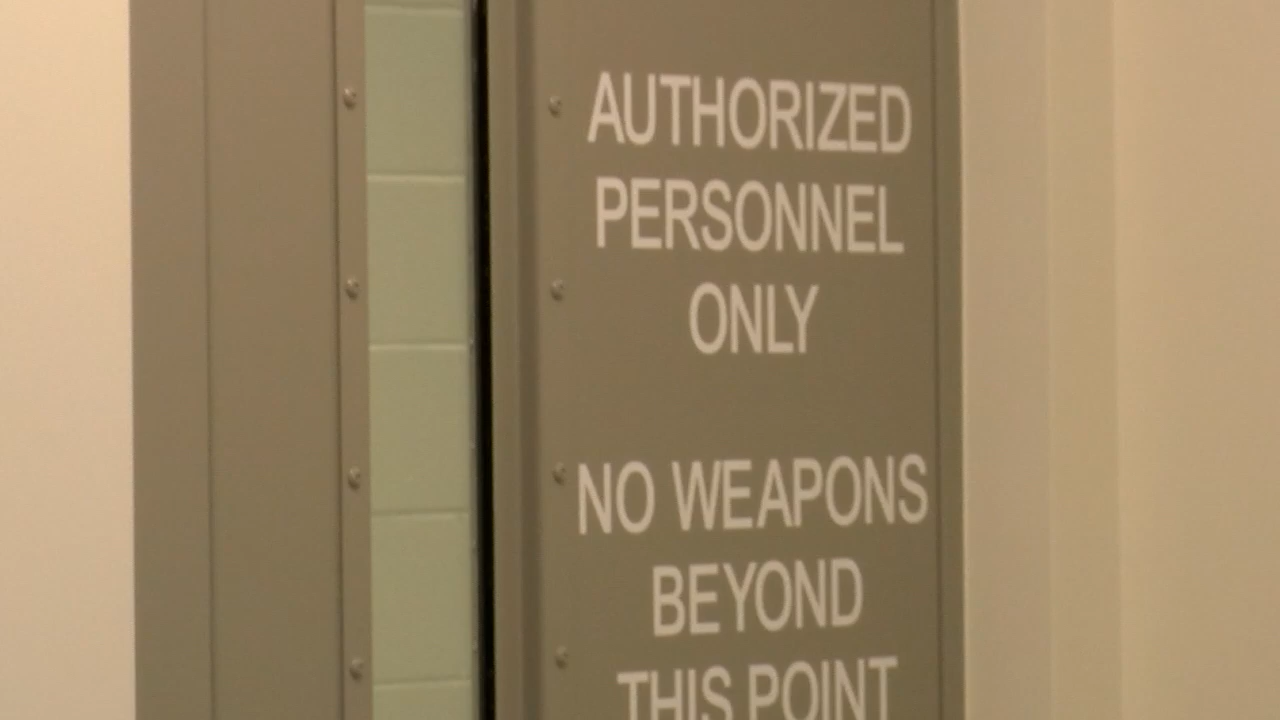 AUTHORIZED
PERSONNEL
ONLY
NO WEAPONS
BEYOND
THIS POINT